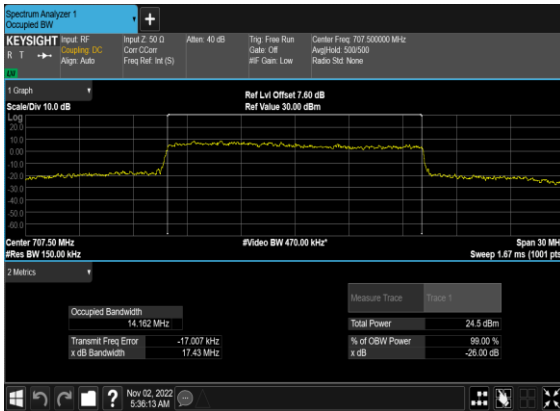 Spectrum Analyzer 1
Occupied BW
KEYSIGHT
R T
LXI
Input: RF
Coupling: DC
Align: Auto
Input Z: 50 Ω
Corr CCorr
Freq Ref: Int (S)
Atten: 40 dB
Trig: Free Run
Gate: Off
#IF Gain: Low
Center Freq: 707.500000 MHz
Avg|Hold: 500/500
Radio Std: None
1 Graph
Scale/Div 10.0 dB
Ref Lvl Offset 7.60 dB
Ref Value 30.00 dBm
Log
20.0
10.0
0.00
-10.0
-20.0
-30.0
-40.0
-50.0
-60.0
Center 707.50 MHz
#Res BW 150.00 kHz
#Video BW 470.00 kHz*
Span 30 MH
Sweep 1.67 ms (1001 pts
2 Metrics
Measure Trace Trace 1
Occupied Bandwidth
14.162 MHz
Total Power 24.5 dBm
Transmit Freq Error -17.007 kHz
% of OBW Power 99.00 %
x dB Bandwidth 17.43 MHz
x dB -26.00 dB
?
Nov 02, 2022
5:36:13 AM